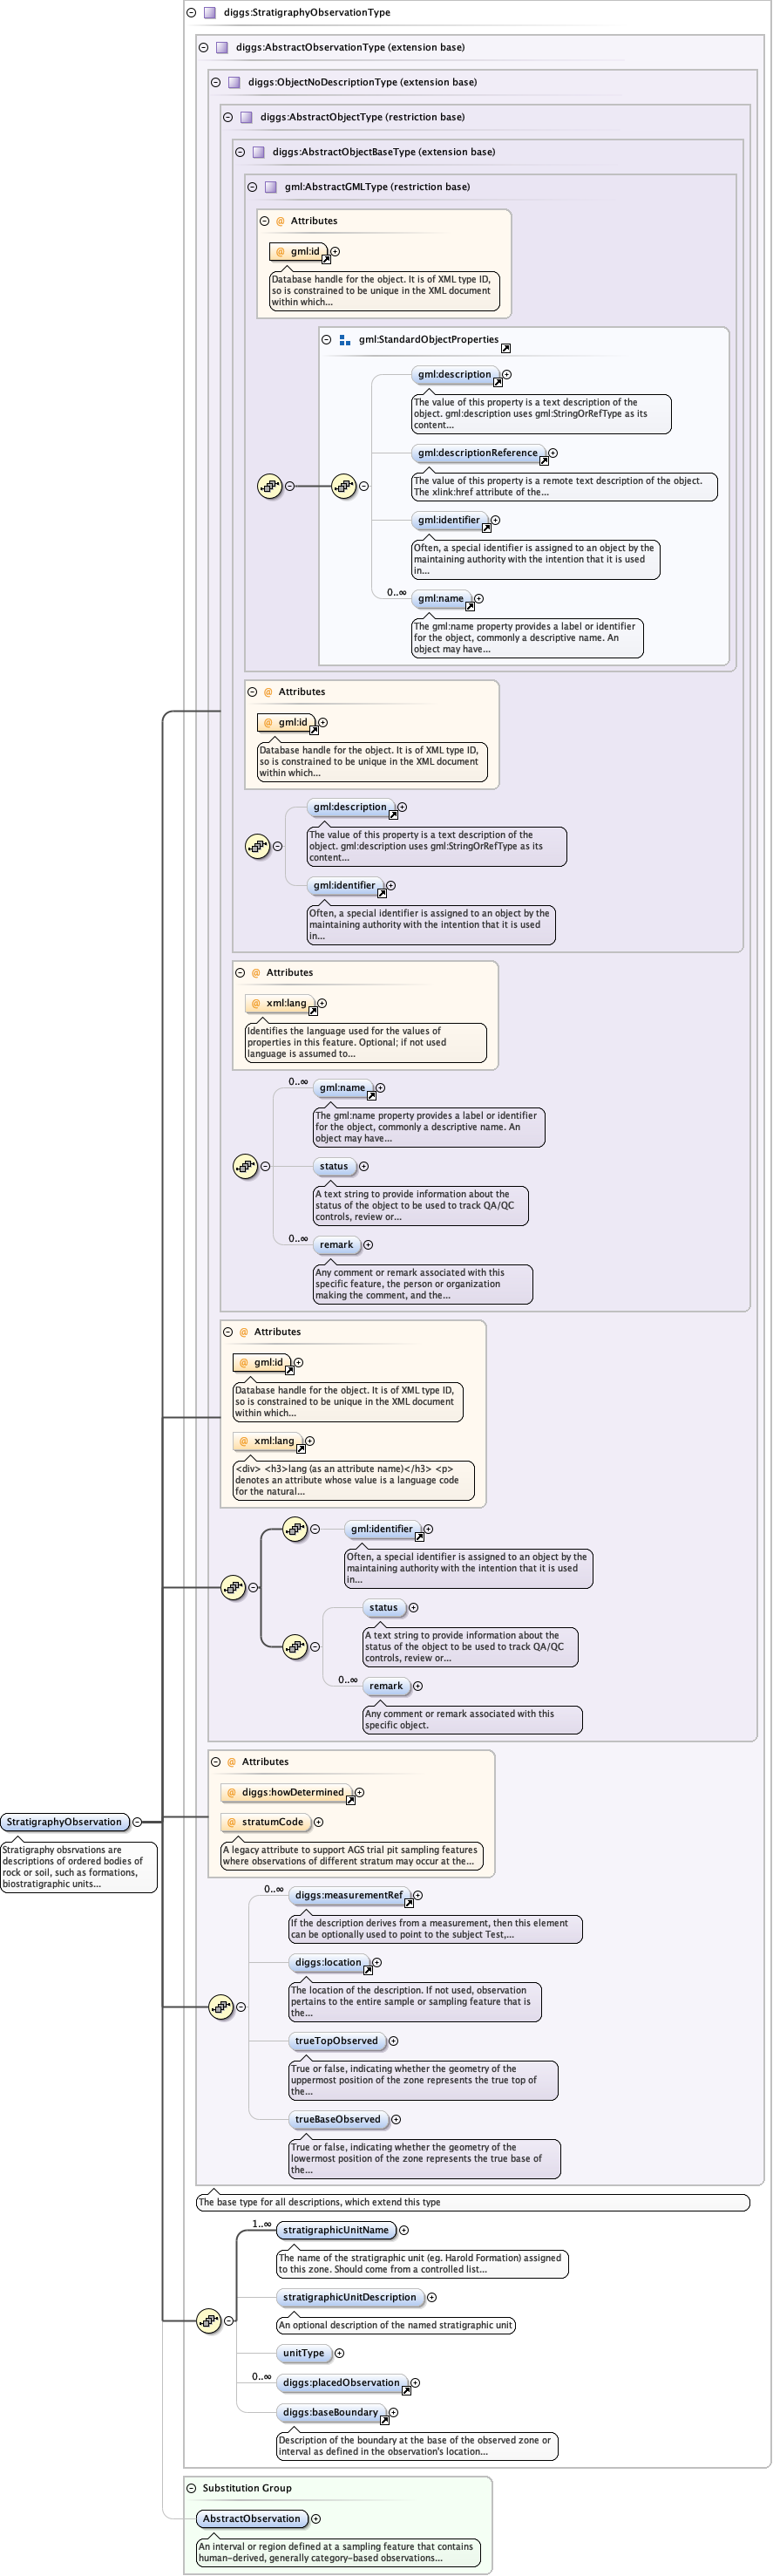 diggs:StratigraphyObservationType
diggs:AbstractObservationType (extension base)
diggs:ObjectNoDescriptionType (extension base)
diggs:AbstractObjectType (restriction base)
diggs:AbstractObjectBaseType (extension base)
gml:AbstractGMLType (restriction base)
@ Attributes
@ gml:id
Database handle for the object. It is of XML type ID,
so is constrained to be unique in the XML document
within which...
gml:StandardObjectProperties
gml:description
The value of this property is a text description of the
object. gml:description uses gml:StringOrRefType as its
content...
gml:descriptionReference
The value of this property is a remote text description of the object.
The xlink:href attribute of the...
gml:identifier
Often, a special identifier is assigned to an object by the
maintaining authority with the intention that it is used
in...
0..∞
gml:name
The gml:name property provides a label or identifier
for the object, commonly a descriptive name. An
object may have...
@ Attributes
@ gml:id
Database handle for the object. It is of XML type ID,
so is constrained to be unique in the XML document
within which...
gml:description
The value of this property is a text description of the
object. gml:description uses gml:StringOrRefType as its
content...
gml:identifier
Often, a special identifier is assigned to an object by the
maintaining authority with the intention that it is used
in...
@ Attributes
@ xml:lang
Identifies the language used for the values of
properties in this feature. Optional; if not used
language is assumed to...
0..∞
gml:name
The gml:name property provides a label or identifier
for the object, commonly a descriptive name. An
object may have...
status
A text string to provide information about the
status of the object to be used to track QA/QC
controls, review or...
0..∞
remark
Any comment or remark associated with this
specific feature, the person or organization
making the comment, and the...
@ Attributes
@ gml:id
Database handle for the object. It is of XML type ID,
so is constrained to be unique in the XML document
within which...
@ xml:lang
<div> <h3>lang (as an attribute name)</h3> <p>
denotes an attribute whose value is a language code
for the natural...
gml:identifier
Often, a special identifier is assigned to an object by the
maintaining authority with the intention that it is used
in...
status
A text string to provide information about the
status of the object to be used to track QA/QC
controls, review or...
0..∞
remark
Any comment or remark associated with this
specific object.
@ Attributes
@ diggs:howDetermined
@ stratumCode
A legacy attribute to support AGS trial pit sampling features
where observations of different stratum may occur at the...
StratigraphyObservation
Stratigraphy obsrvations are
descriptions of ordered bodies of
rock or soil, such as formations,
biostratigraphic units...
0..∞
diggs:measurementRef
If the description derives from a measurement, then this element
can be optionally used to point to the subject Test,...
diggs:location
The location of the description. If not used, observation
pertains to the entire sample or sampling feature that is
the...
trueTopObserved
True or false, indicating whether the geometry of the
uppermost position of the zone represents the true top of
the...
trueBaseObserved
True or false, indicating whether the geometry of the
lowermost position of the zone represents the true base of
the...
The base type for all descriptions, which extend this type
1..∞
stratigraphicUnitName
The name of the stratigraphic unit (eg. Harold Formation) assigned
to this zone. Should come from a controlled list...
stratigraphicUnitDescription
An optional description of the named stratigraphic unit
unitType
0..∞
diggs:placedObservation
diggs:baseBoundary
Description of the boundary at the base of the observed zone or
interval as defined in the observation's location...
Substitution Group
AbstractObservation
An interval or region defined at a sampling feature that contains
human-derived, generally category-based observations...